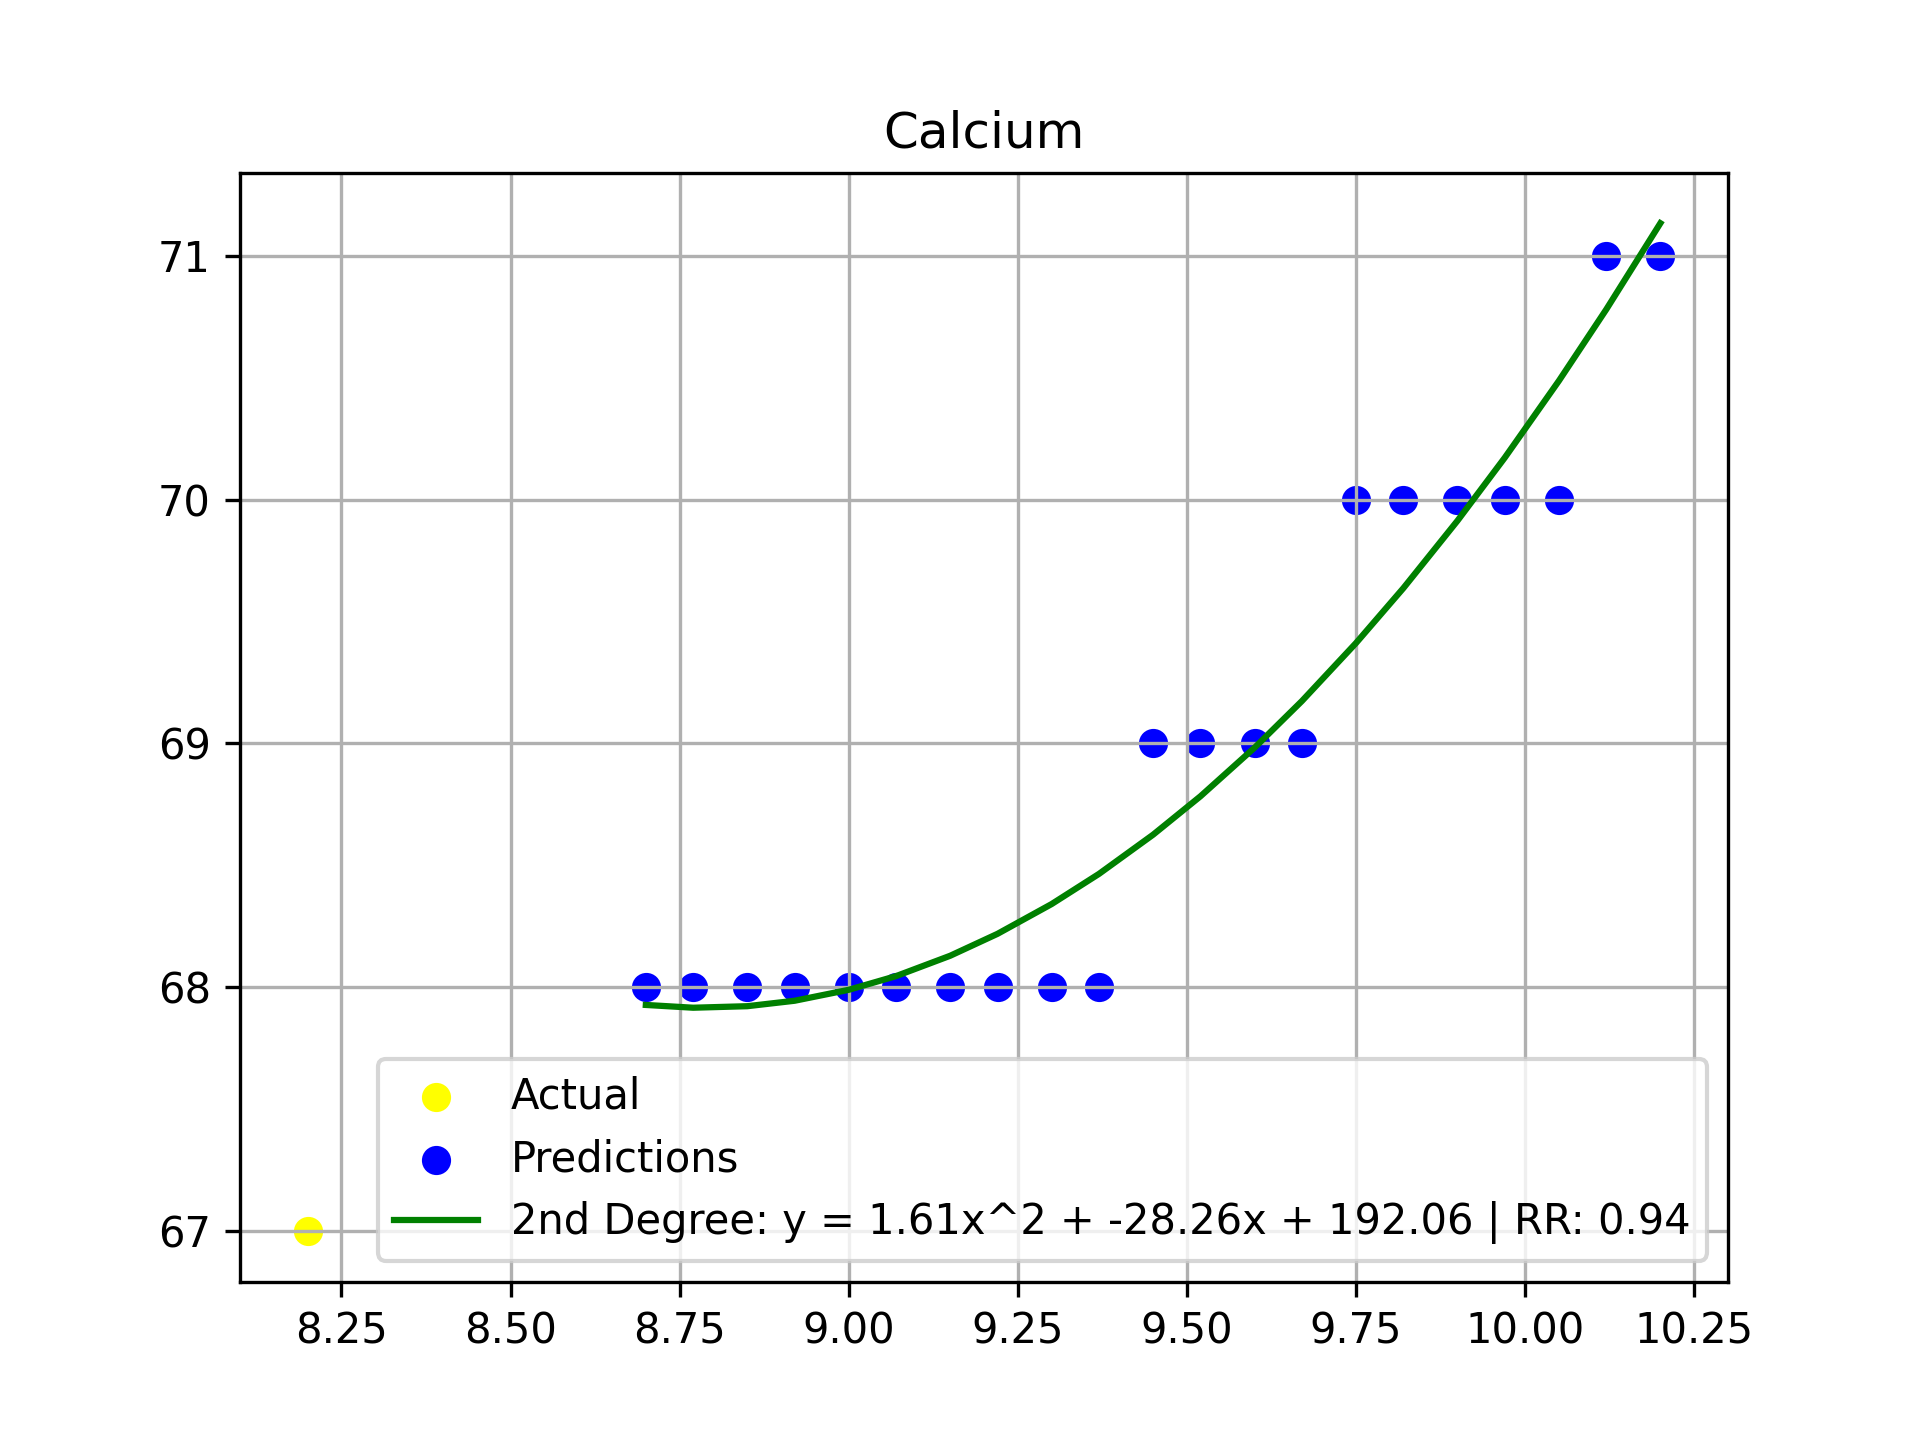 Calcium
71
70
69
68
67
Actual
Predictions
2nd Degree: y = 1.61x^2 + -28.26x + 192.06 | RR: 0.94
8.25 8.50 8.75 9.00 9.25 9.50 9.75 10.00 10.25